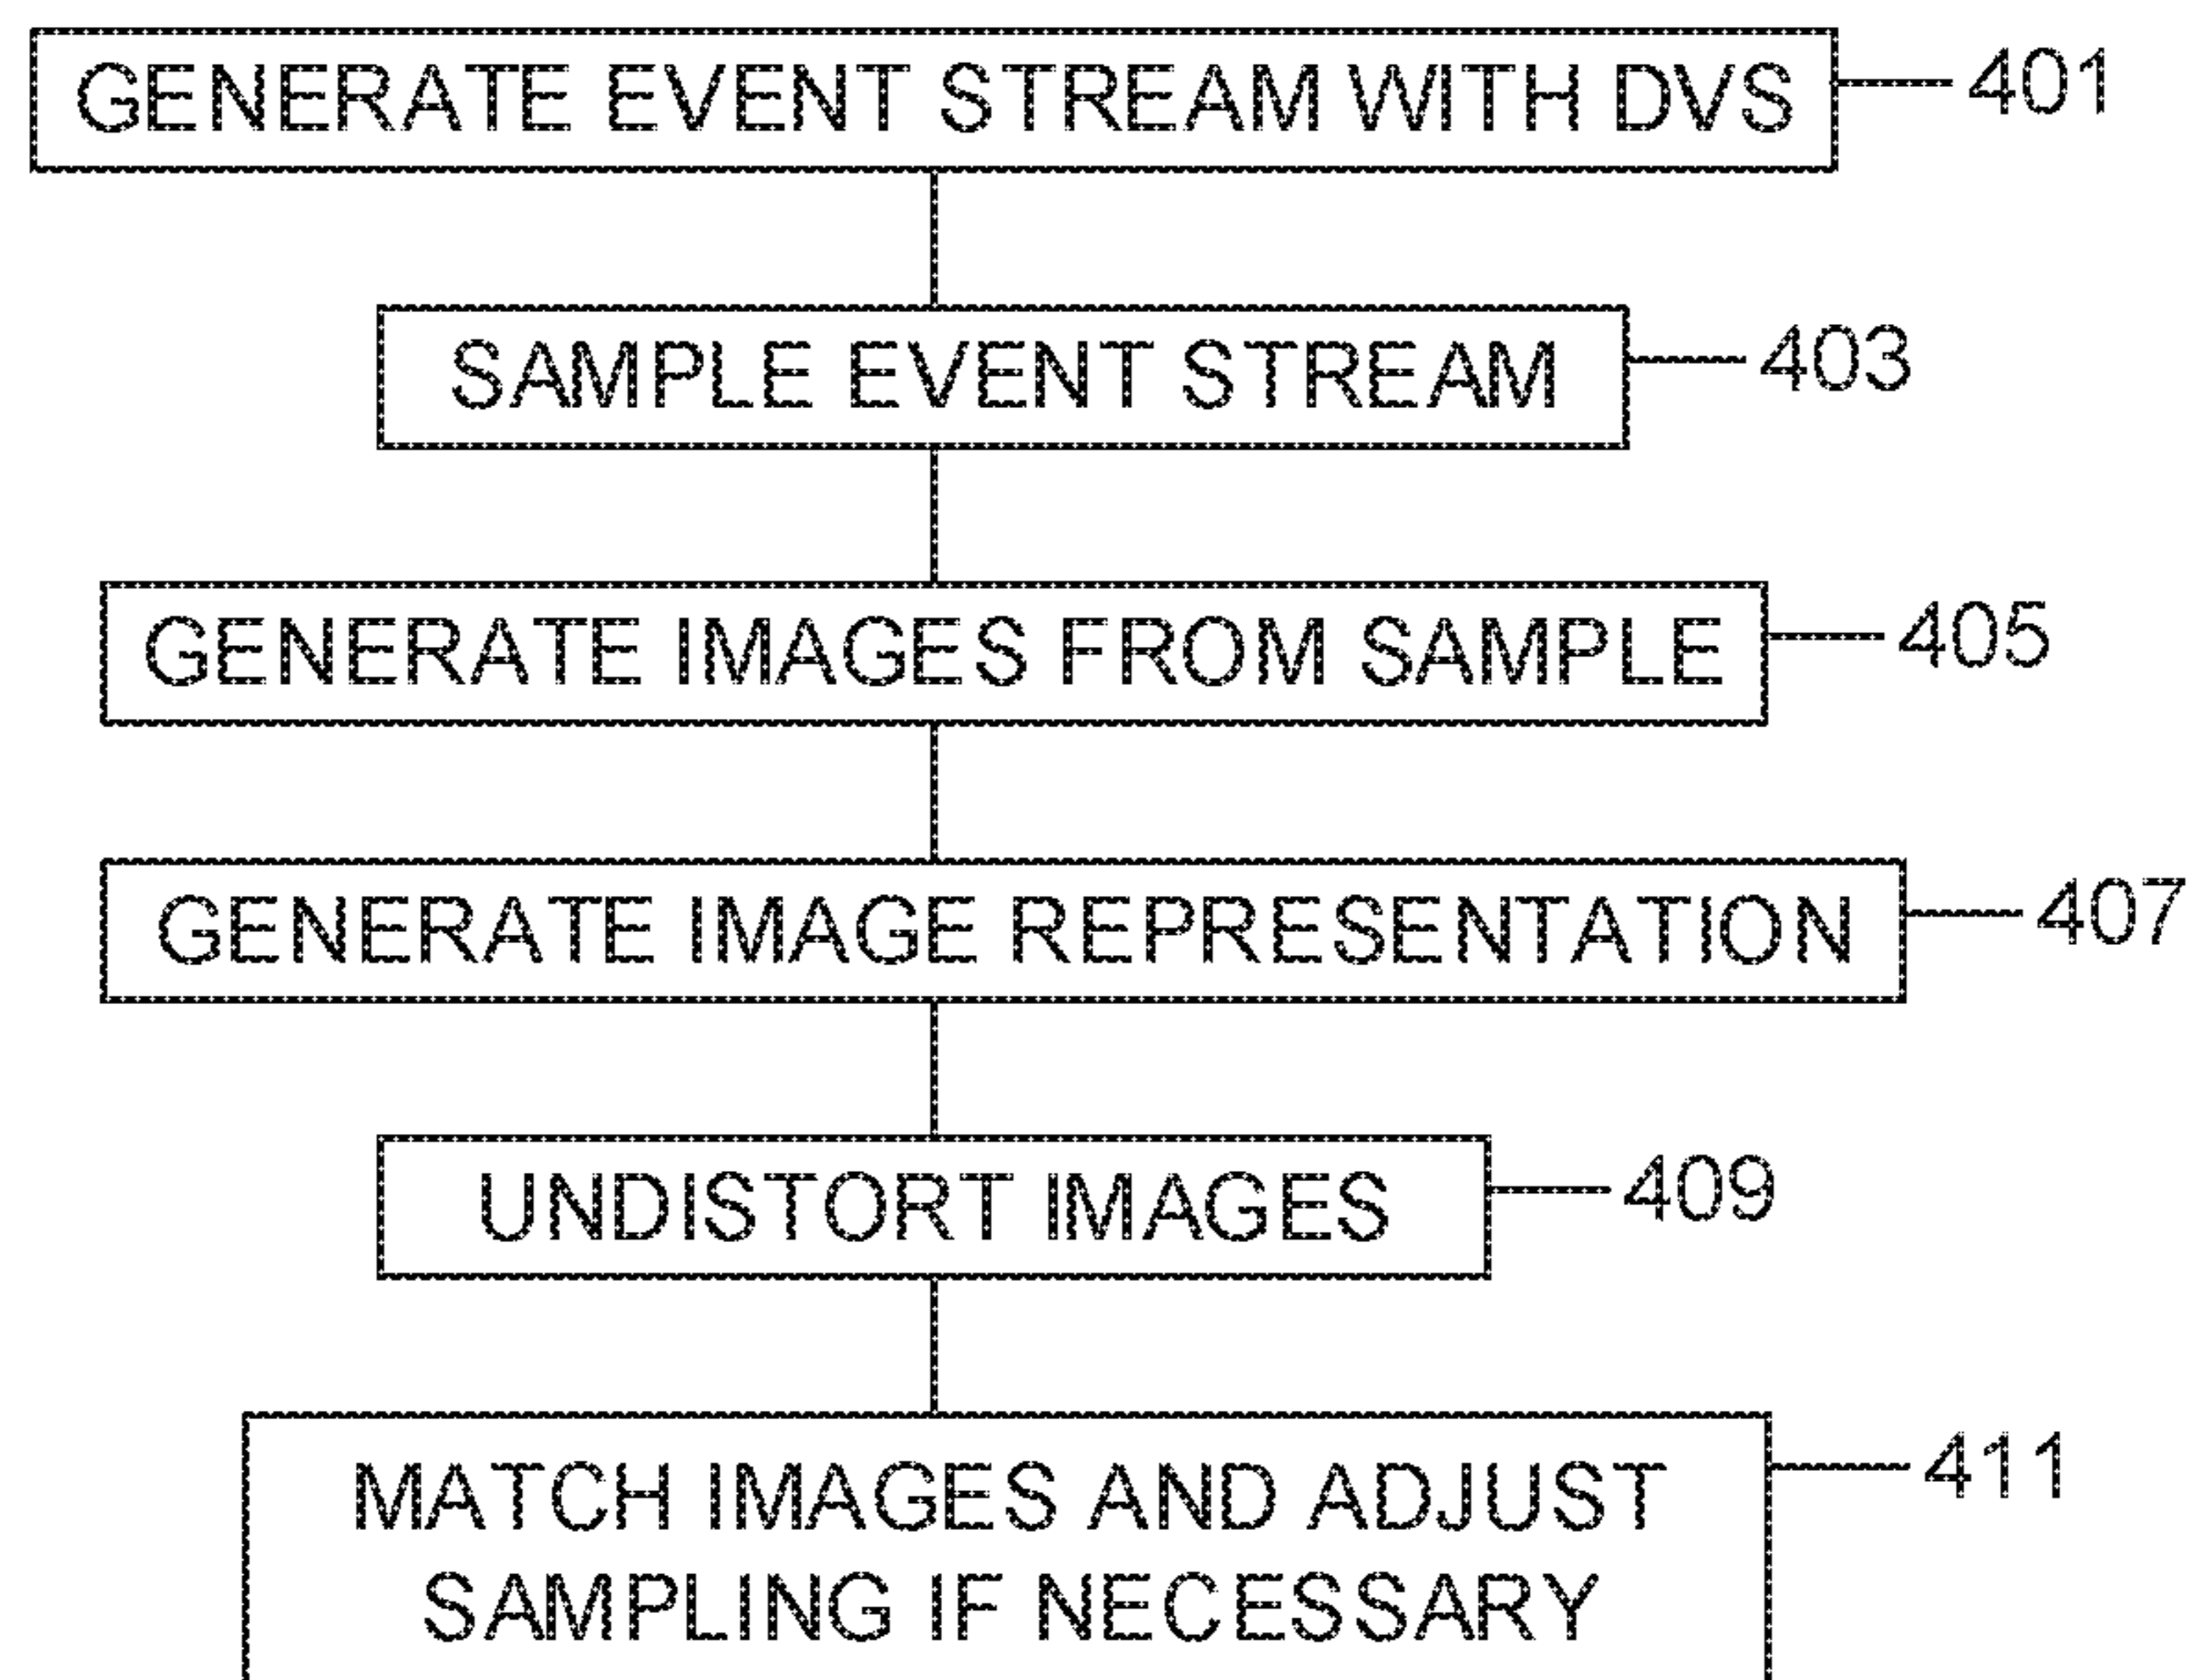 GENERATE EVENT STREAM WITH DVS 401
SAMPLE EVENT STREAM 403
GENERATE IMAGES FROM SAMPLE 405
GENERATE IMAGE REPRESENTATION 407
UNDISTORT IMAGES 409
MATCH IMAGES AND ADJUST 411
SAMPLING IF NECESSARY